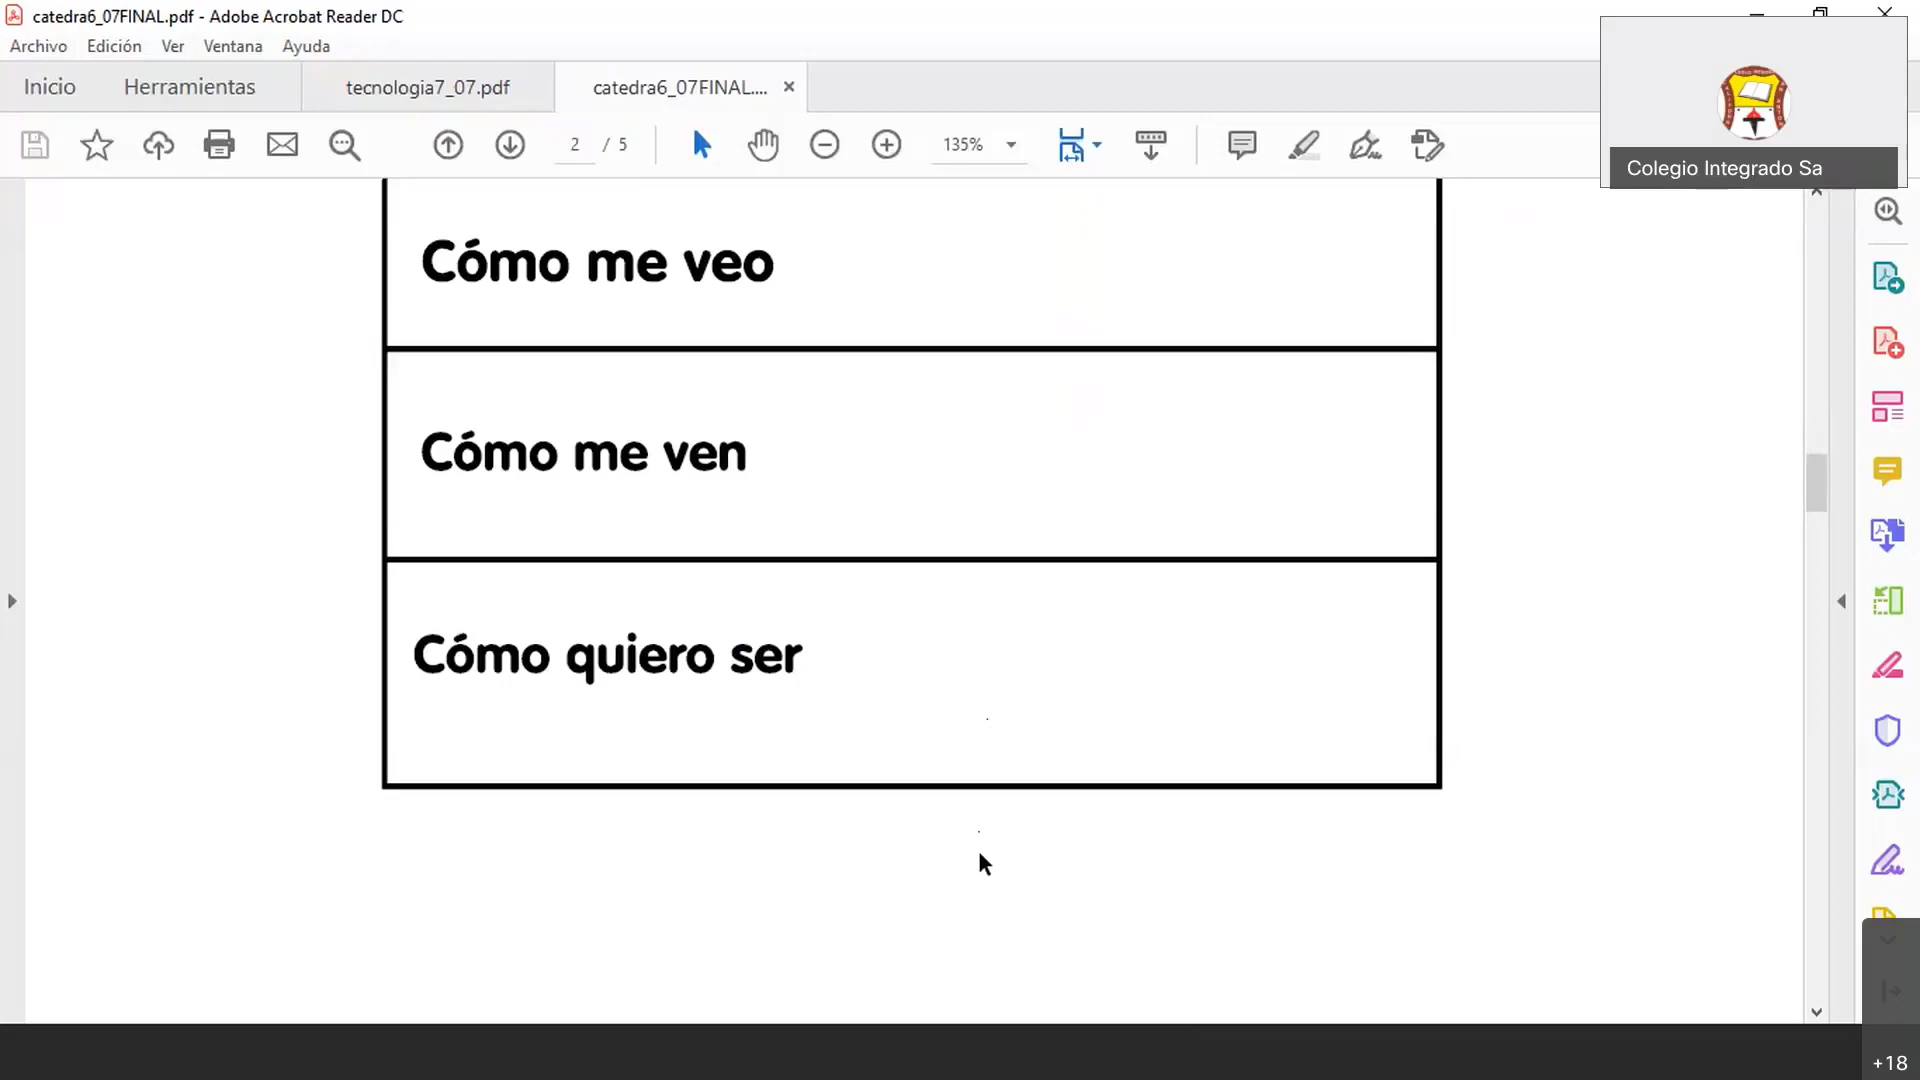 catedra6_07FINAL.pdf - Adobe Acrobat Reader DC
Archivo Edición Ver Ventana Ayuda
Inicio Herramientas tecnologia7_07.pdf catedra6_07FINAL....
2 / 5 135%
Colegio Integrado Sa
Cómo me veo
Cómo me ven
Cómo quiero ser
+18